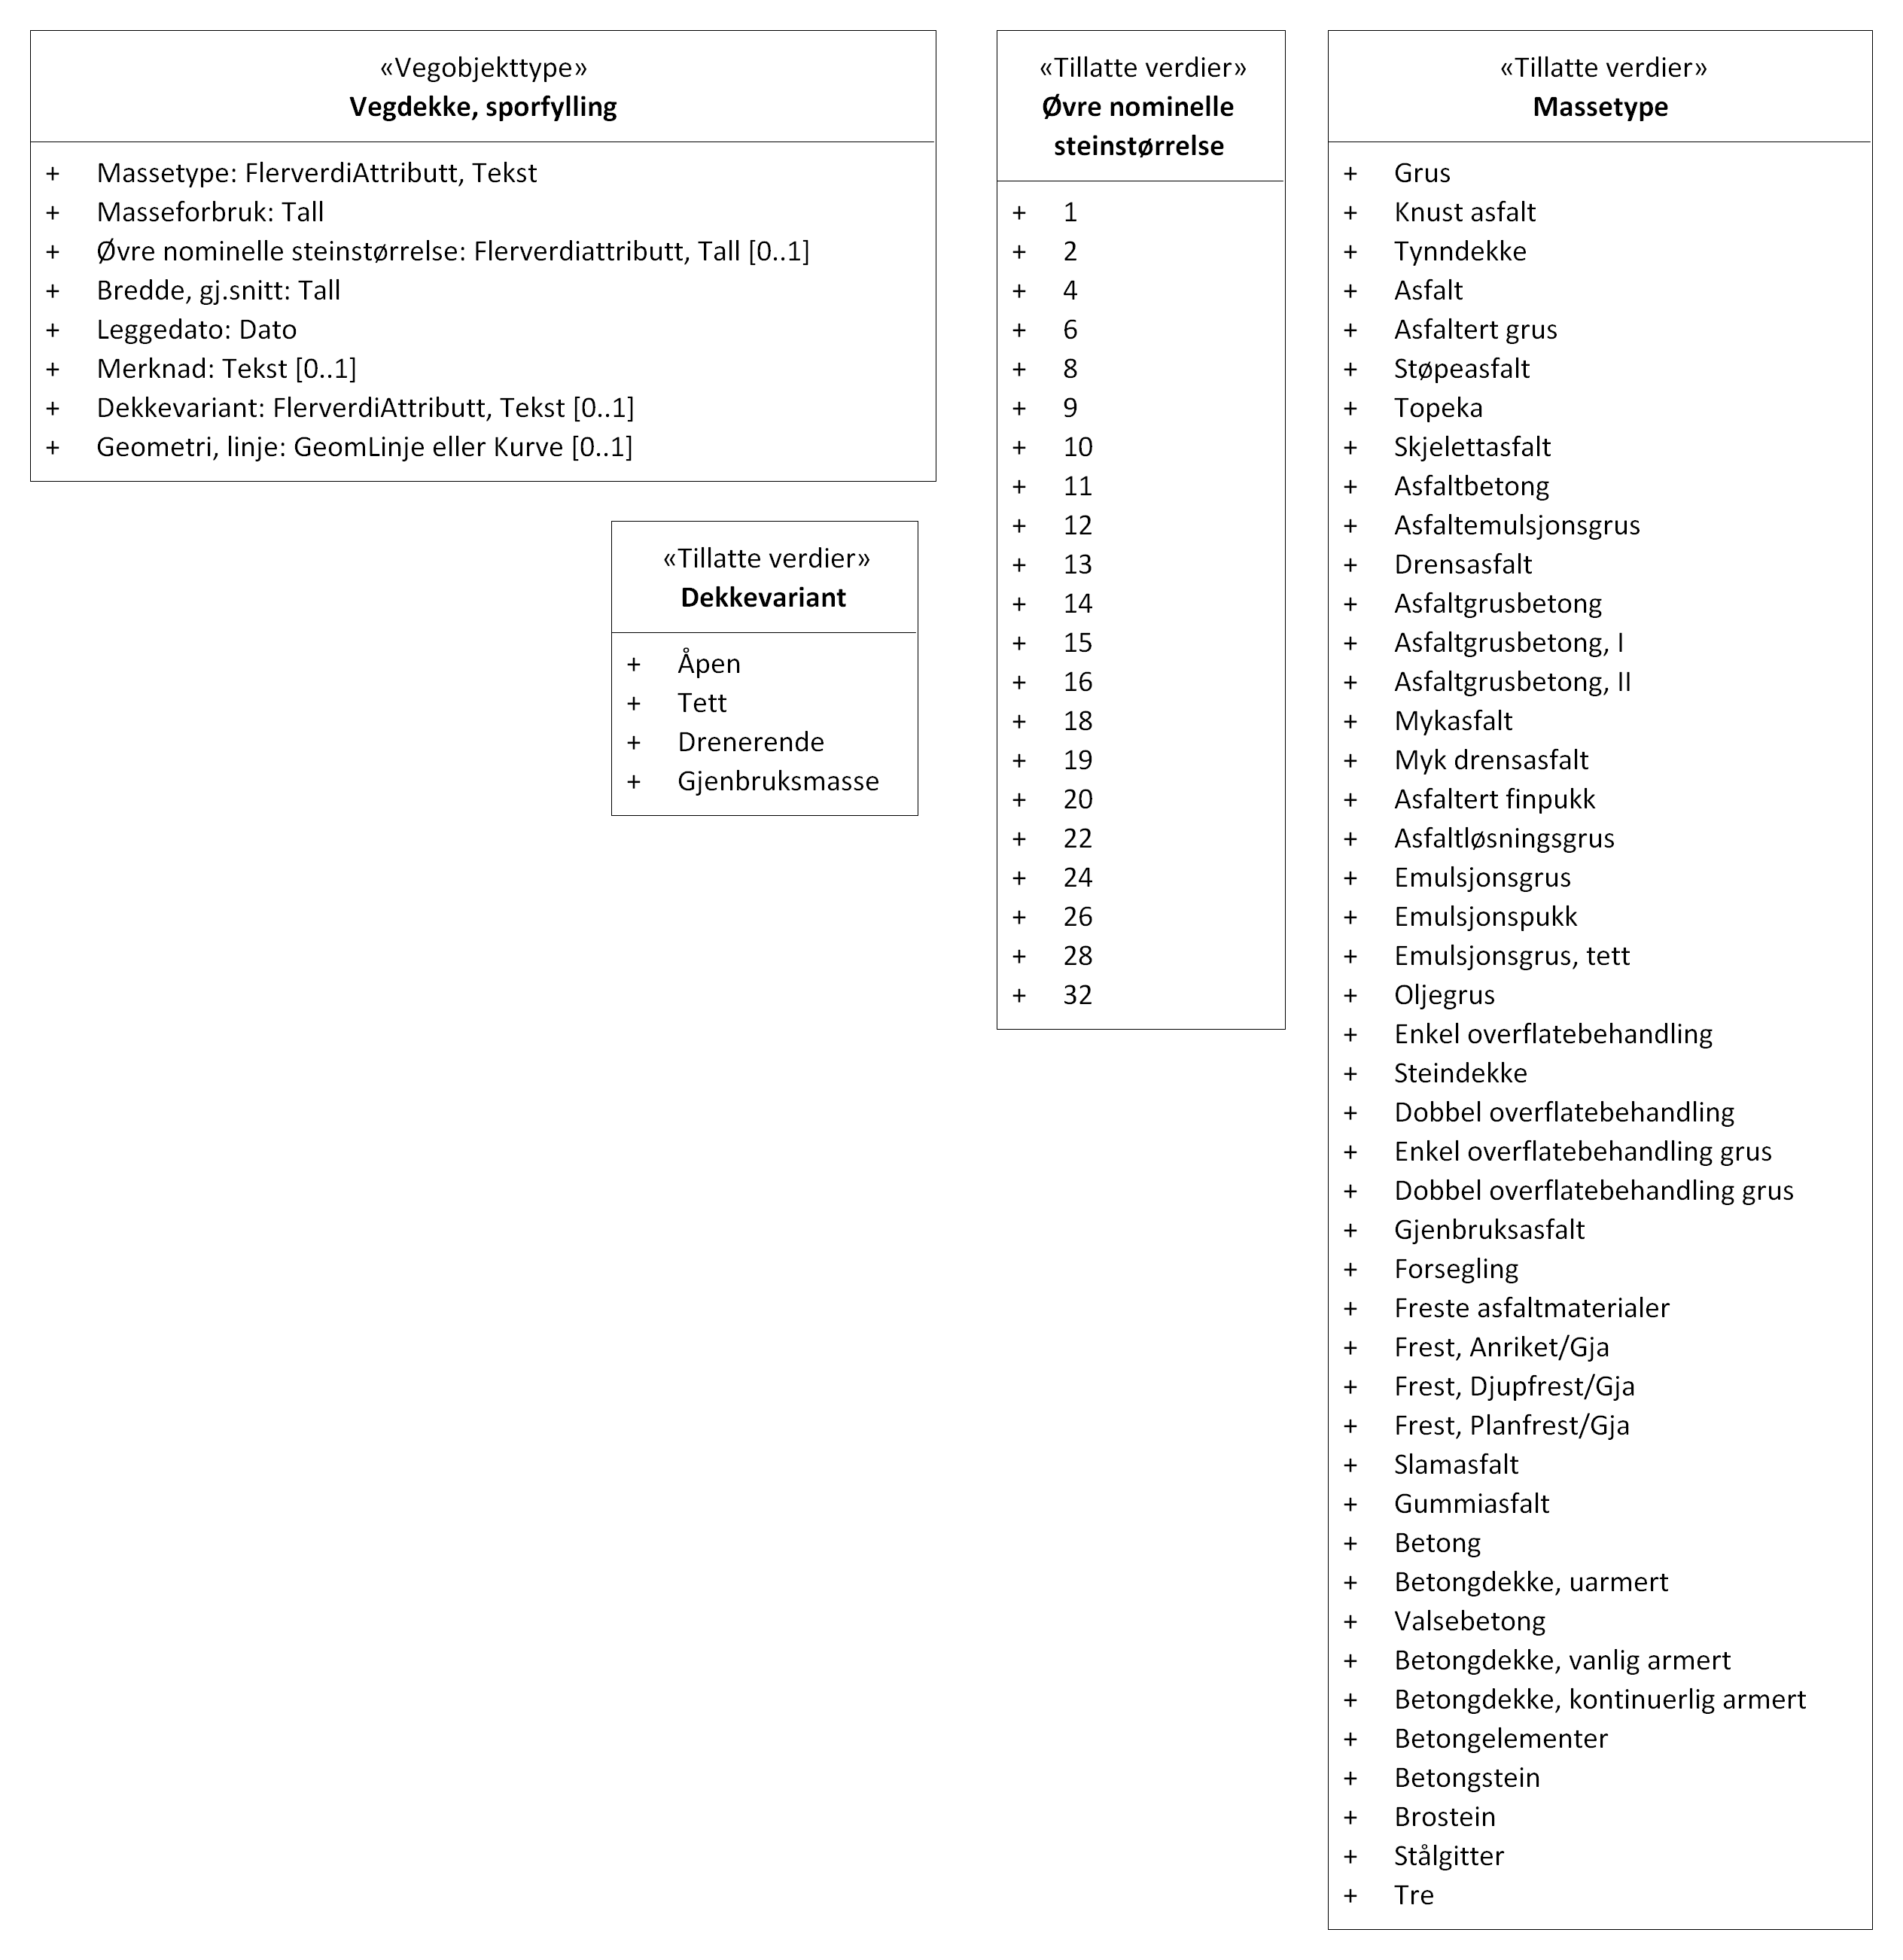 «Vegobjekttype»
Vegdekke, sporfylling
+ Massetype: FlerverdiAttributt, Tekst
+ Masseforbruk: Tall
+ Øvre nominelle steinstørrelse: Flerverdiattributt, Tall [0..1]
+ Bredde, gj.snitt: Tall
+ Leggedato: Dato
+ Merknad: Tekst [0..1]
+ Dekkevariant: FlerverdiAttributt, Tekst [0..1]
+ Geometri, linje: GeomLinje eller Kurve [0..1]
«Tillatte verdier»
Dekkevariant
+ Åpen
+ Tett
+ Drenerende
+ Gjenbruksmasse
«Tillatte verdier»
Øvre nominelle
steinstørrelse
+ 1
+ 2
+ 4
+ 6
+ 8
+ 9
+ 10
+ 11
+ 12
+ 13
+ 14
+ 15
+ 16
+ 18
+ 19
+ 20
+ 22
+ 24
+ 26
+ 28
+ 32
«Tillatte verdier»
Massetype
+ Grus
+ Knust asfalt
+ Tynndekke
+ Asfalt
+ Asfaltert grus
+ Støpeasfalt
+ Topeka
+ Skjelettasfalt
+ Asfaltbetong
+ Asfaltemulsjonsgrus
+ Drensasfalt
+ Asfaltgrusbetong
+ Asfaltgrusbetong, I
+ Asfaltgrusbetong, II
+ Mykasfalt
+ Myk drensasfalt
+ Asfaltert finpukk
+ Asfaltløsningsgrus
+ Emulsjonsgrus
+ Emulsjonspukk
+ Emulsjonsgrus, tett
+ Oljegrus
+ Enkel overflatebehandling
+ Steindekke
+ Dobbel overflatebehandling
+ Enkel overflatebehandling grus
+ Dobbel overflatebehandling grus
+ Gjenbruksasfalt
+ Forsegling
+ Freste asfaltmaterialer
+ Frest, Anriket/Gja
+ Frest, Djupfrest/Gja
+ Frest, Planfrest/Gja
+ Slamasfalt
+ Gummiasfalt
+ Betong
+ Betongdekke, uarmert
+ Valsebetong
+ Betongdekke, vanlig armert
+ Betongdekke, kontinuerlig armert
+ Betongelementer
+ Betongstein
+ Brostein
+ Stålgitter
+ Tre